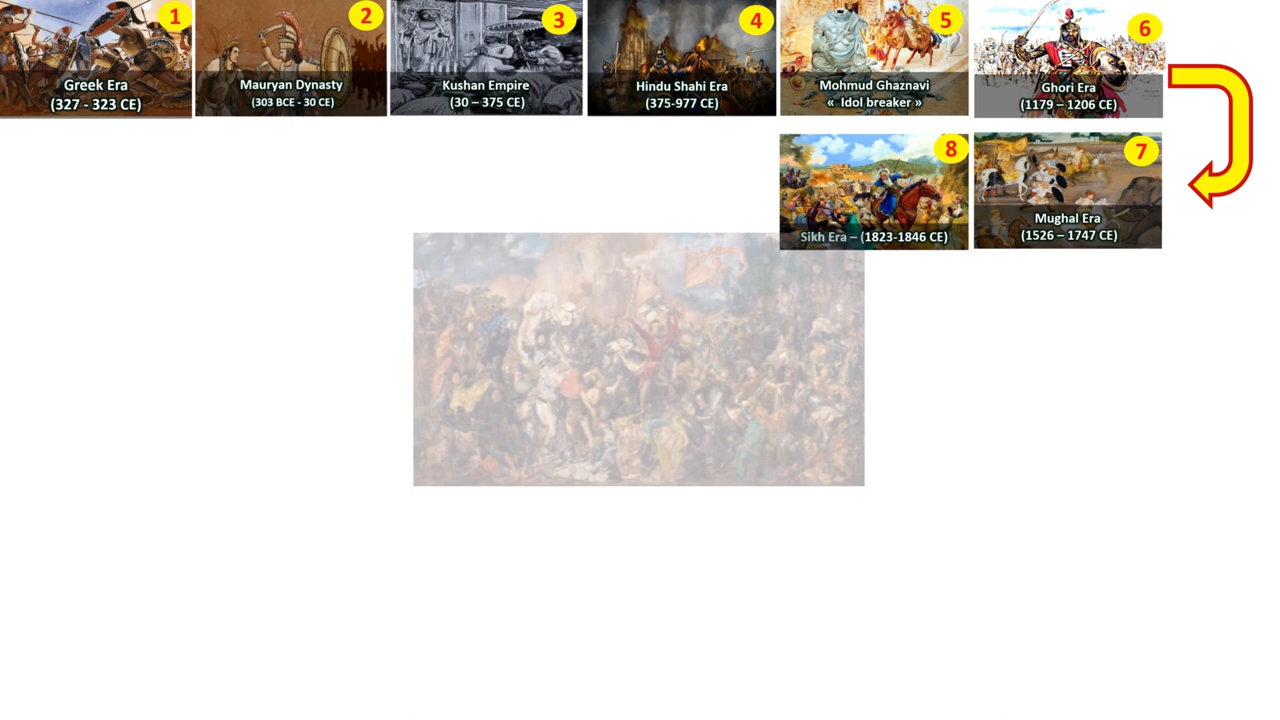 1
Greek Era
(327 - 323 CE)
2
Mauryan Dynasty
(303 BCE - 30 CE)
3
Kushan Empire
(30 – 375 CE)
4
Hindu Shahi Era
(375-977 CE)
5
Mohmud Ghaznavi
« Idol breaker »
6
Ghori Era
(1179 – 1206 CE)
7
Mughal Era
(1526 – 1747 CE)
8
Sikh Era – (1823-1846 CE)